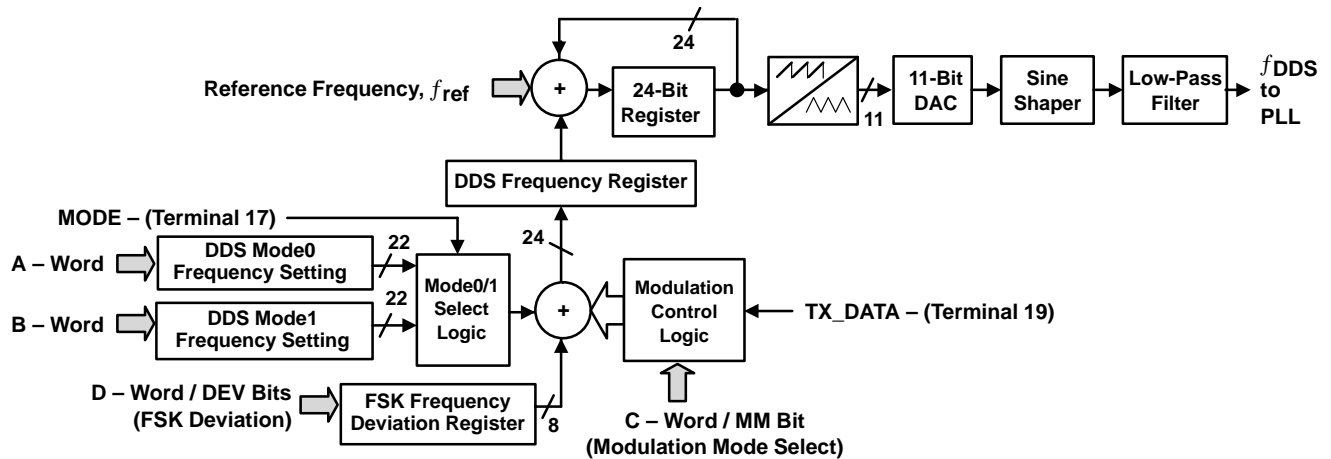 24
Reference Frequency, fref
+
24-Bit
Register
11
11-Bit
DAC
Sine
Shaper
Low-Pass
Filter
fDDS
to
PLL
DDS Frequency Register
MODE – (Terminal 17)
24
A – Word
DDS Mode0
Frequency Setting
22
B – Word
DDS Mode1
Frequency Setting
22
Mode0/1
Select
Logic
+
Modulation
Control
Logic
TX_DATA – (Terminal 19)
D – Word / DEV Bits
(FSK Deviation)
FSK Frequency
Deviation Register
8
C – Word / MM Bit
(Modulation Mode Select)